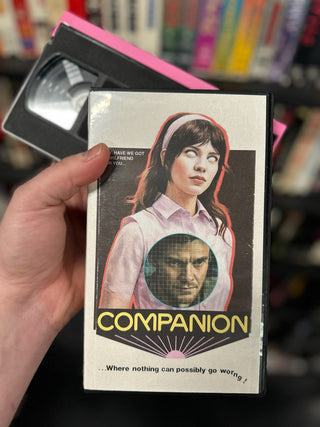 HAVE WE GOT
GIRLFRIEND
YOU...
COMPANION
...Where nothing can possibly go worng!